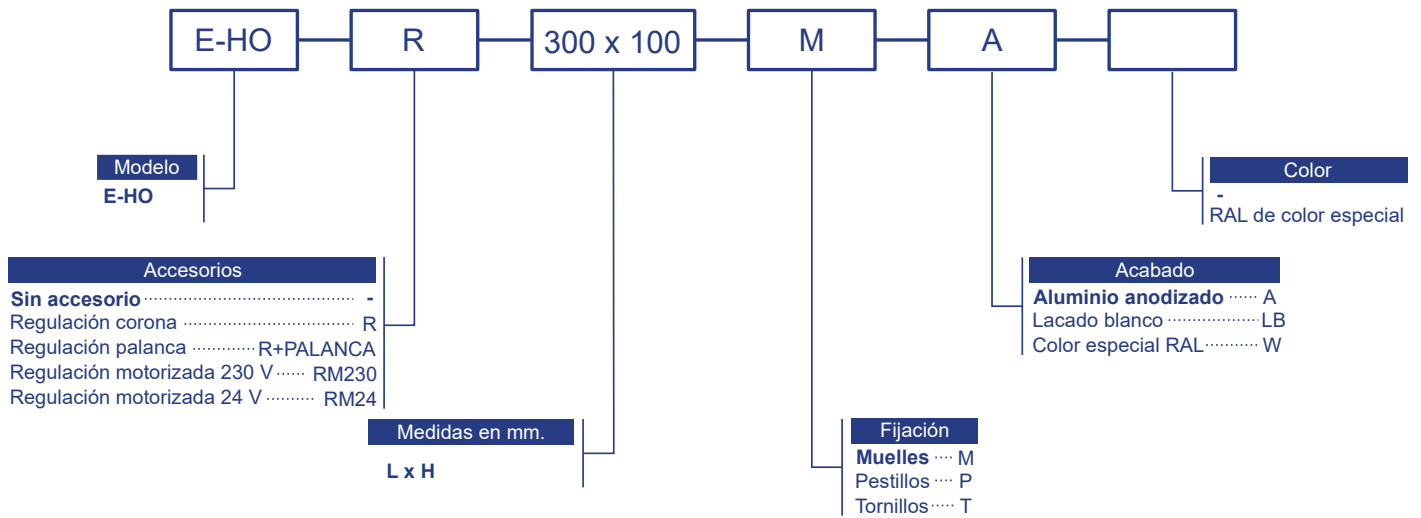 E-HO R 300 x 100 M A
Modelo
E-HO
Color
-
RAL de color especial
Accesorios
Sin accesorio -
Regulación corona R
Regulación palanca R+PALANCA
Regulación motorizada 230 V RM230
Regulación motorizada 24 V RM24
Acabado
Aluminio anodizado A
Lacado blanco LB
Color especial RAL W
Medidas en mm.
L x H
Fijación
Muelles M
Pestillos P
Tornillos T